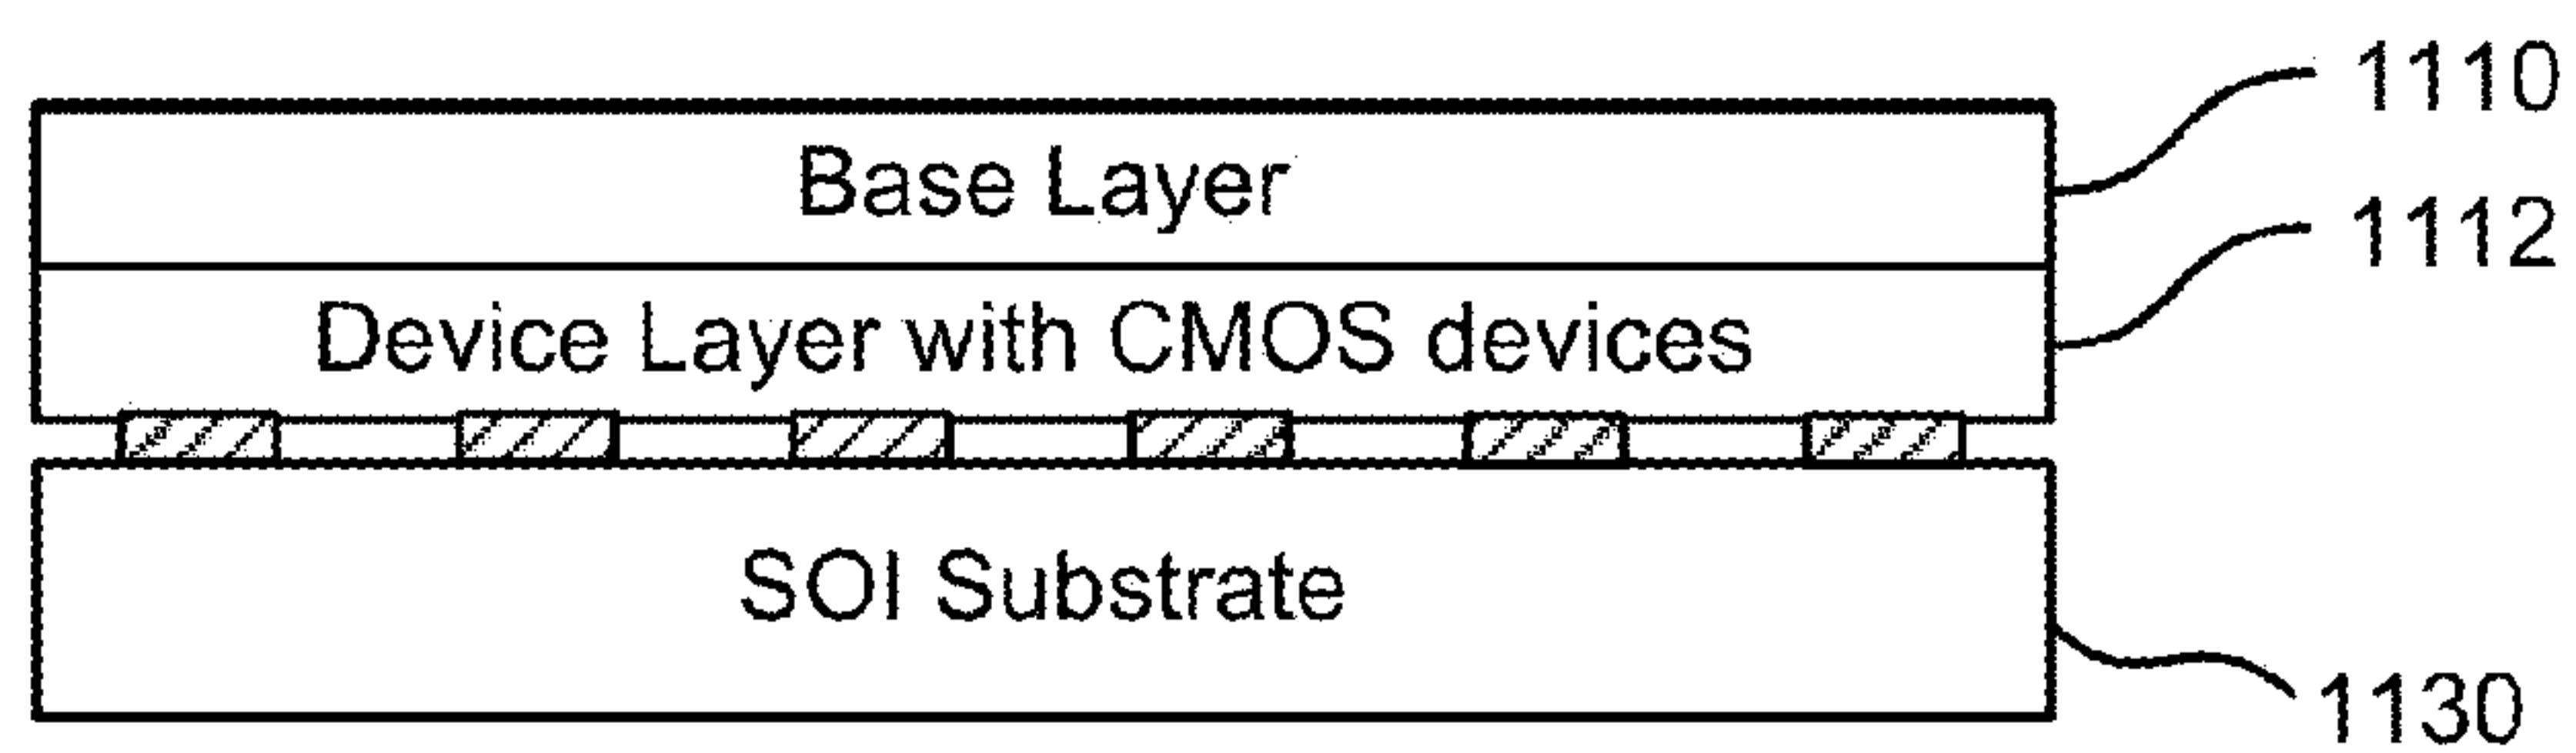 1110
Base Layer
1112
Device Layer with CMOS devices
SOI Substrate
1130